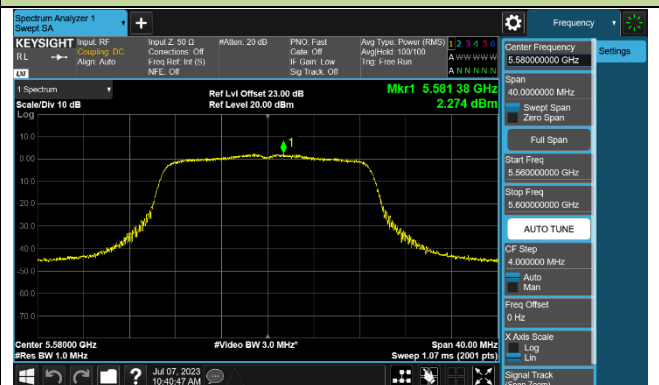 Spectrum Analyzer 1
Swept SA
+
Frequency
KEYSIGHT
RL
LXI
Input: RF
Coupling: DC
Align: Auto
Input Z: 50 Ω
Corrections: Off
Freq Ref: Int (S)
NFE: Off
#Atten: 20 dB
PNO: Fast
Gate: Off
IF Gain: Low
Sig Track: Off
Avg Type: Power (RMS)
Avg|Hold: 100/100
Trig: Free Run
1 2 3 4 5 6
A W W W W W
A N N N N N
Center Frequency
5.580000000 GHz
Settings
Span
40.0000000 MHz
Swept Span
Zero Span
Full Span
Start Freq
5.560000000 GHz
Stop Freq
5.600000000 GHz
AUTO TUNE
CF Step
4.000000 MHz
Auto
Man
Freq Offset
0 Hz
X Axis Scale
Log
Lin
Signal Track
(Span Zoom)
1 Spectrum
Scale/Div 10 dB
Log
Ref Lvl Offset 23.00 dB
Ref Level 20.00 dBm
Mkr1 5.581 38 GHz
2.274 dBm
1
10.0
0.00
-10.0
-20.0
-30.0
-40.0
-50.0
-60.0
-70.0
Center 5.58000 GHz
#Res BW 1.0 MHz
#Video BW 3.0 MHz*
Span 40.00 MHz
Sweep 1.07 ms (2001 pts)
?
Jul 07, 2023
10:40:47 AM